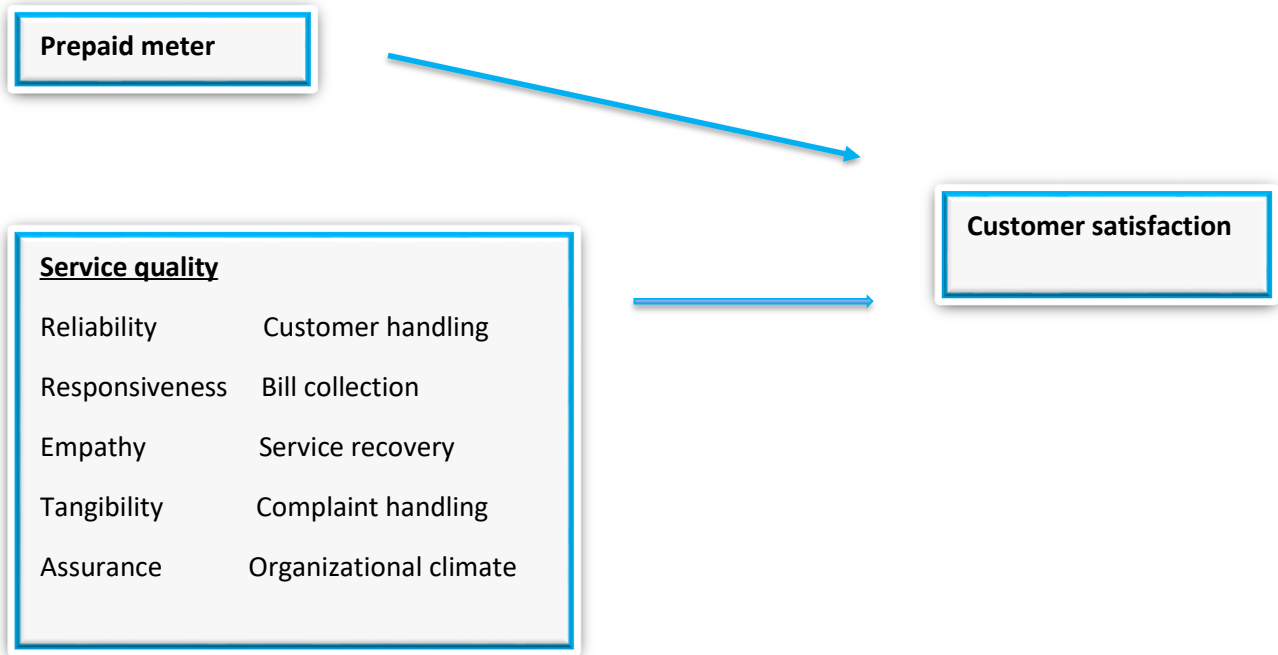 Prepaid meter
Customer satisfaction
Service quality
Reliability Customer handling
Responsiveness Bill collection
Empathy Service recovery
Tangibility Complaint handling
Assurance Organizational climate